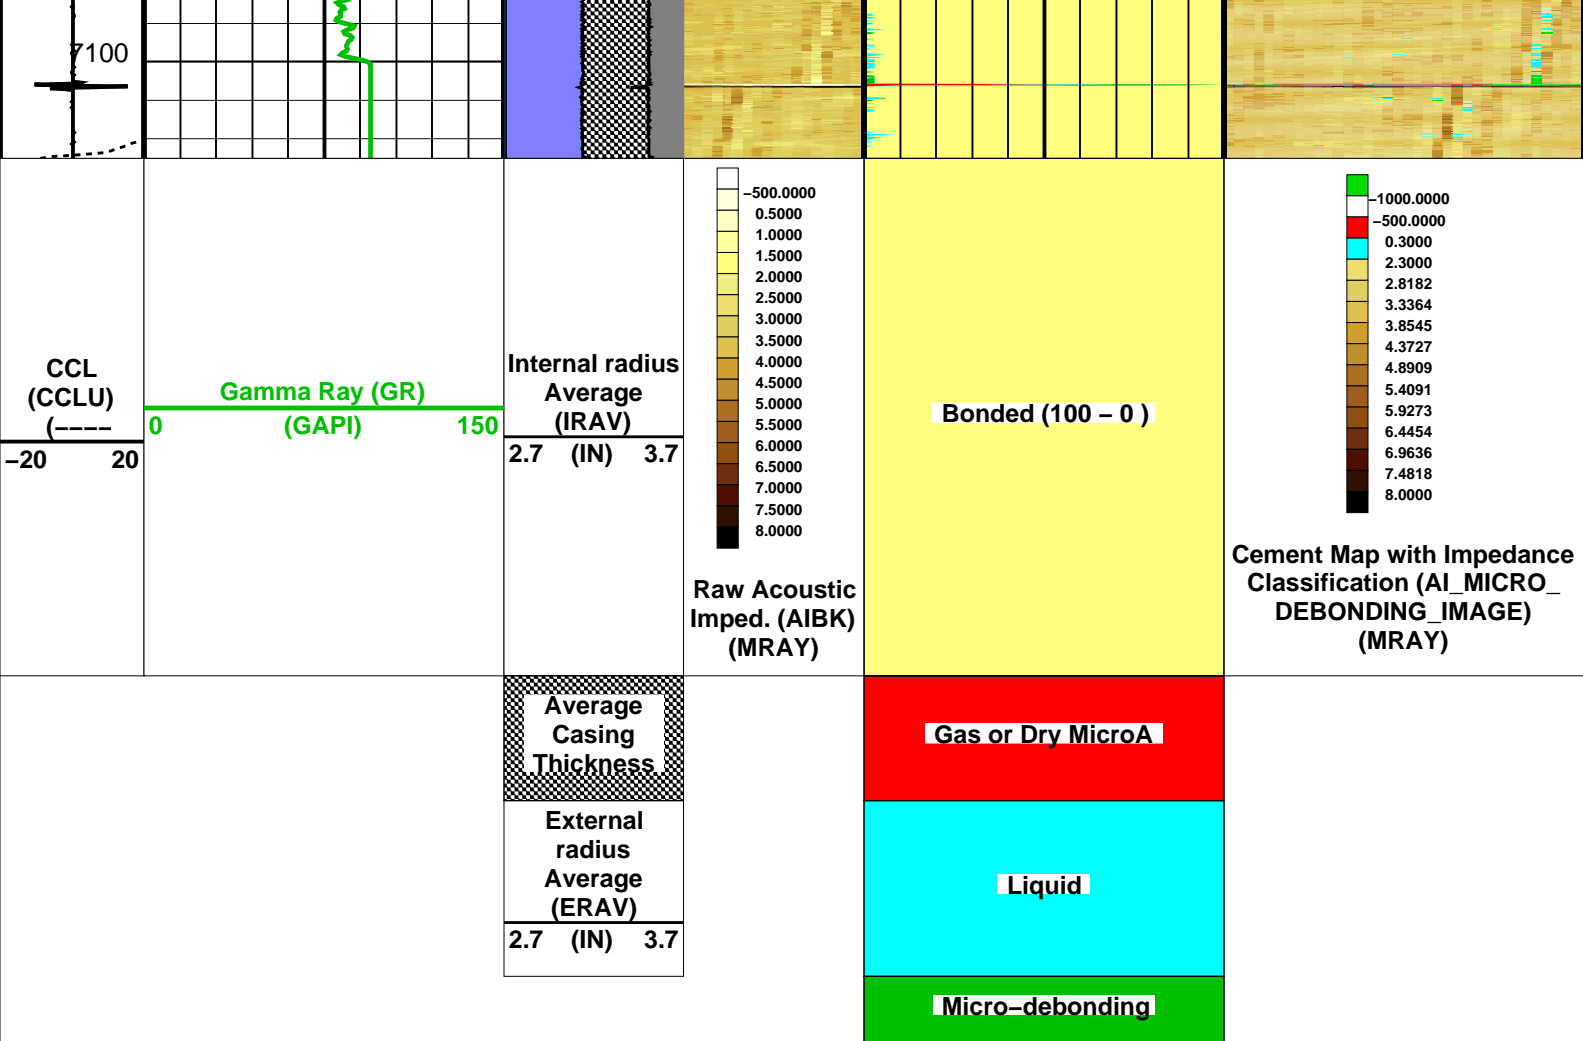 7100
CCL
(CCLU)
(––––
–20 20
Gamma Ray (GR)
0 (GAPI) 150
Internal radius
Average
(IRAV)
2.7 (IN) 3.7
–500.0000
0.5000
1.0000
1.5000
2.0000
2.5000
3.0000
3.5000
4.0000
4.5000
5.0000
5.5000
6.0000
6.5000
7.0000
7.5000
8.0000
Raw Acoustic
Imped. (AIBK)
(MRAY)
Bonded (100 – 0 )
–1000.0000
–500.0000
0.3000
2.3000
2.8182
3.3364
3.8545
4.3727
4.8909
5.4091
5.9273
6.4454
6.9636
7.4818
8.0000
Cement Map with Impedance
Classification (AI_MICRO_
DEBONDING_IMAGE)
(MRAY)
Average
Casing
Thickness
External
radius
Average
(ERAV)
2.7 (IN) 3.7
Gas or Dry MicroA
Liquid
Micro–debonding